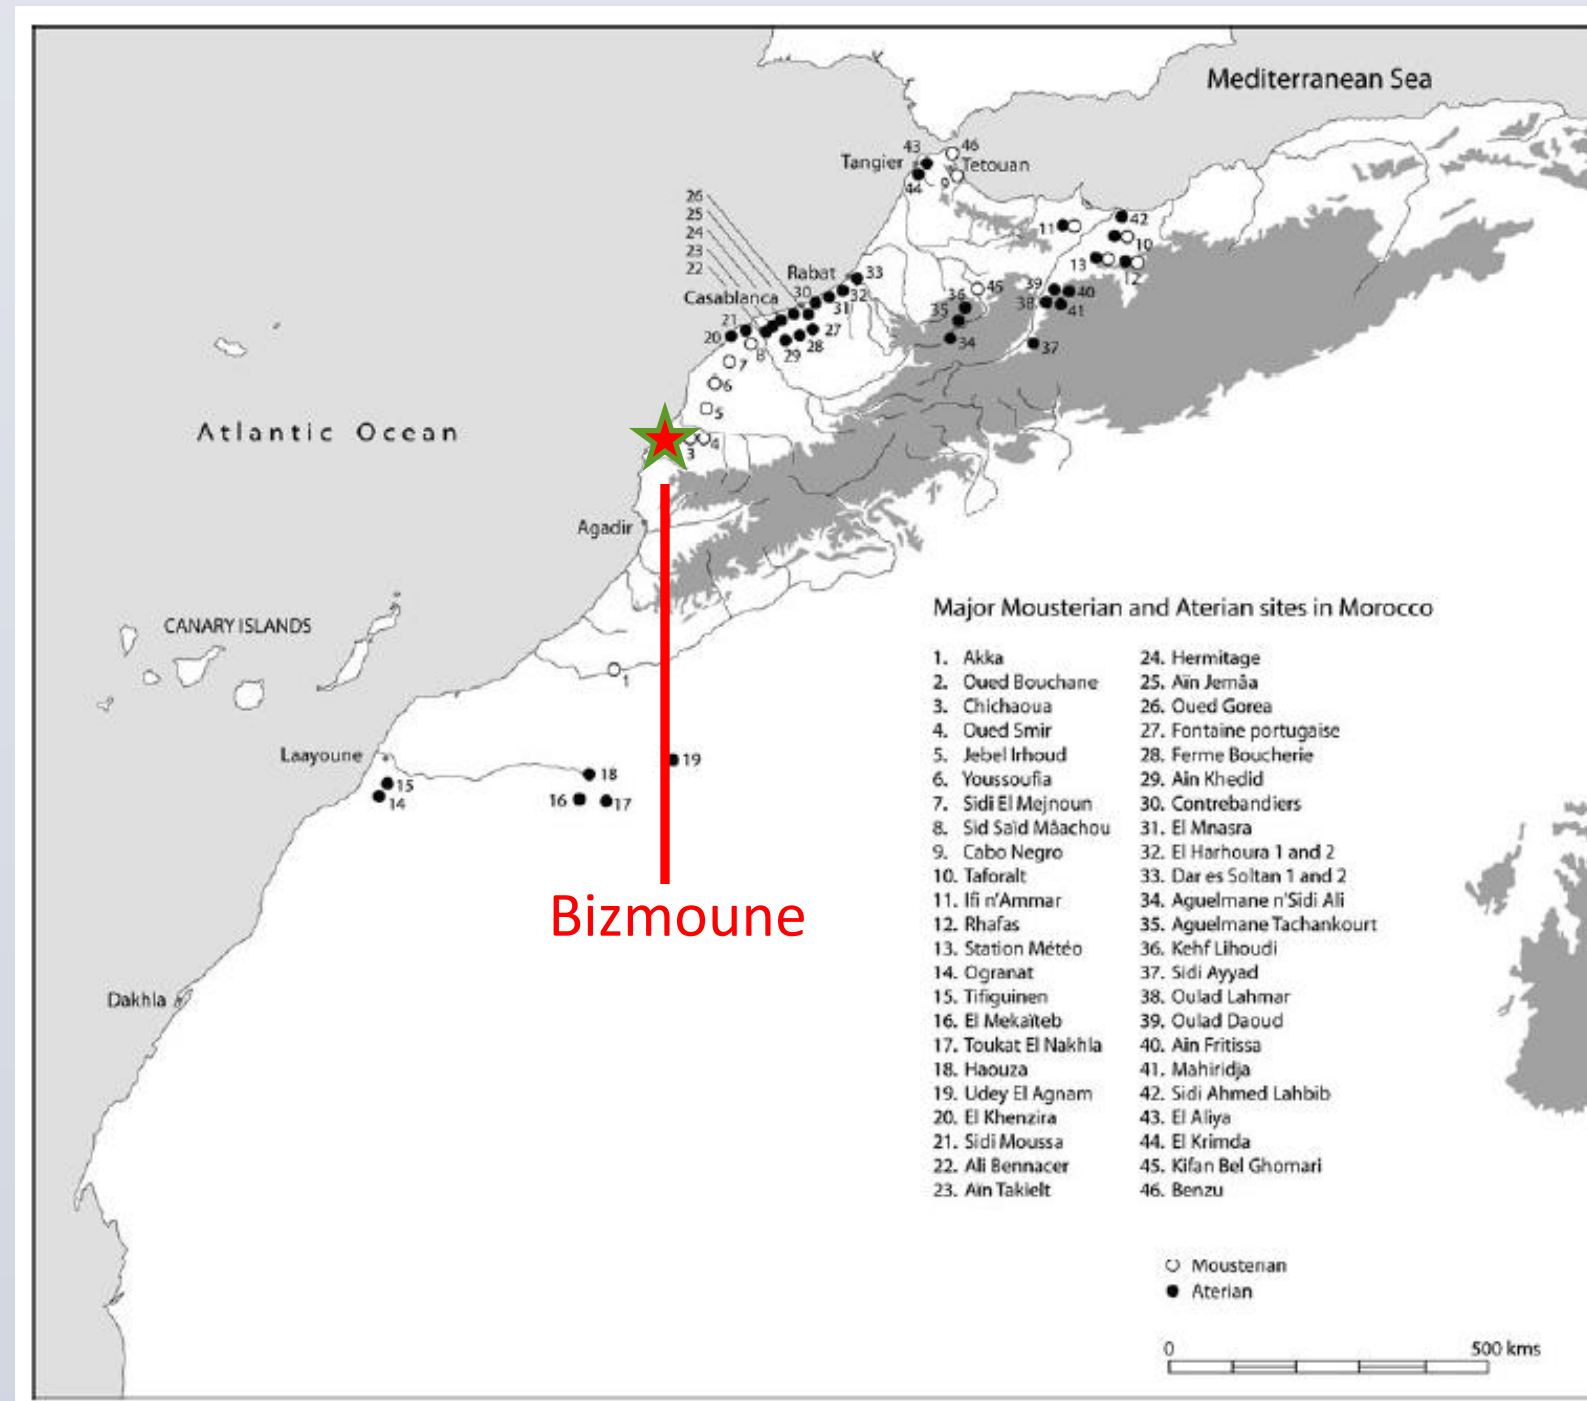 Mediterranean Sea
43
46
Tangier
Tetouan
44
9
26
25
24
23
22
11
42
10
13
12
Rabat
33
Casablanca
30
32
31
36
45
39
40
38
41
35
21
20
27
8
28
29
34
37
7
6
5
Atlantic Ocean
4
3
Agadir
CANARY ISLANDS
1
Laayoune
19
18
15
14
16
17
Bizmoune
Dakhla
Major Mousterian and Aterian sites in Morocco
1. Akka
2. Oued Bouchane
3. Chichaoua
4. Oued Smir
5. Jebel Irhoud
6. Youssoufia
7. Sidi El Mejnoun
8. Sid Saïd Mâachou
9. Cabo Negro
10. Taforalt
11. Ifi n'Ammar
12. Rhafas
13. Station Météo
14. Ogranat
15. Tifiguinen
16. El Mekaïteb
17. Toukat El Nakhla
18. Haouza
19. Udey El Agnam
20. El Khenzira
21. Sidi Moussa
22. Ali Bennacer
23. Aïn Takielt
24. Hermitage
25. Aïn Jemâa
26. Oued Gorea
27. Fontaine portugaise
28. Ferme Boucherie
29. Ain Khedid
30. Contrebandiers
31. El Mnasra
32. El Harhoura 1 and 2
33. Dar es Soltan 1 and 2
34. Aguelmane n'Sidi Ali
35. Aguelmane Tachankourt
36. Kehf Lihoudi
37. Sidi Ayyad
38. Oulad Lahmar
39. Oulad Daoud
40. Ain Fritissa
41. Mahiridja
42. Sidi Ahmed Lahbib
43. El Aliya
44. El Krimda
45. Kifan Bel Ghomari
46. Benzu
Mousterian
Aterian
0
500 kms